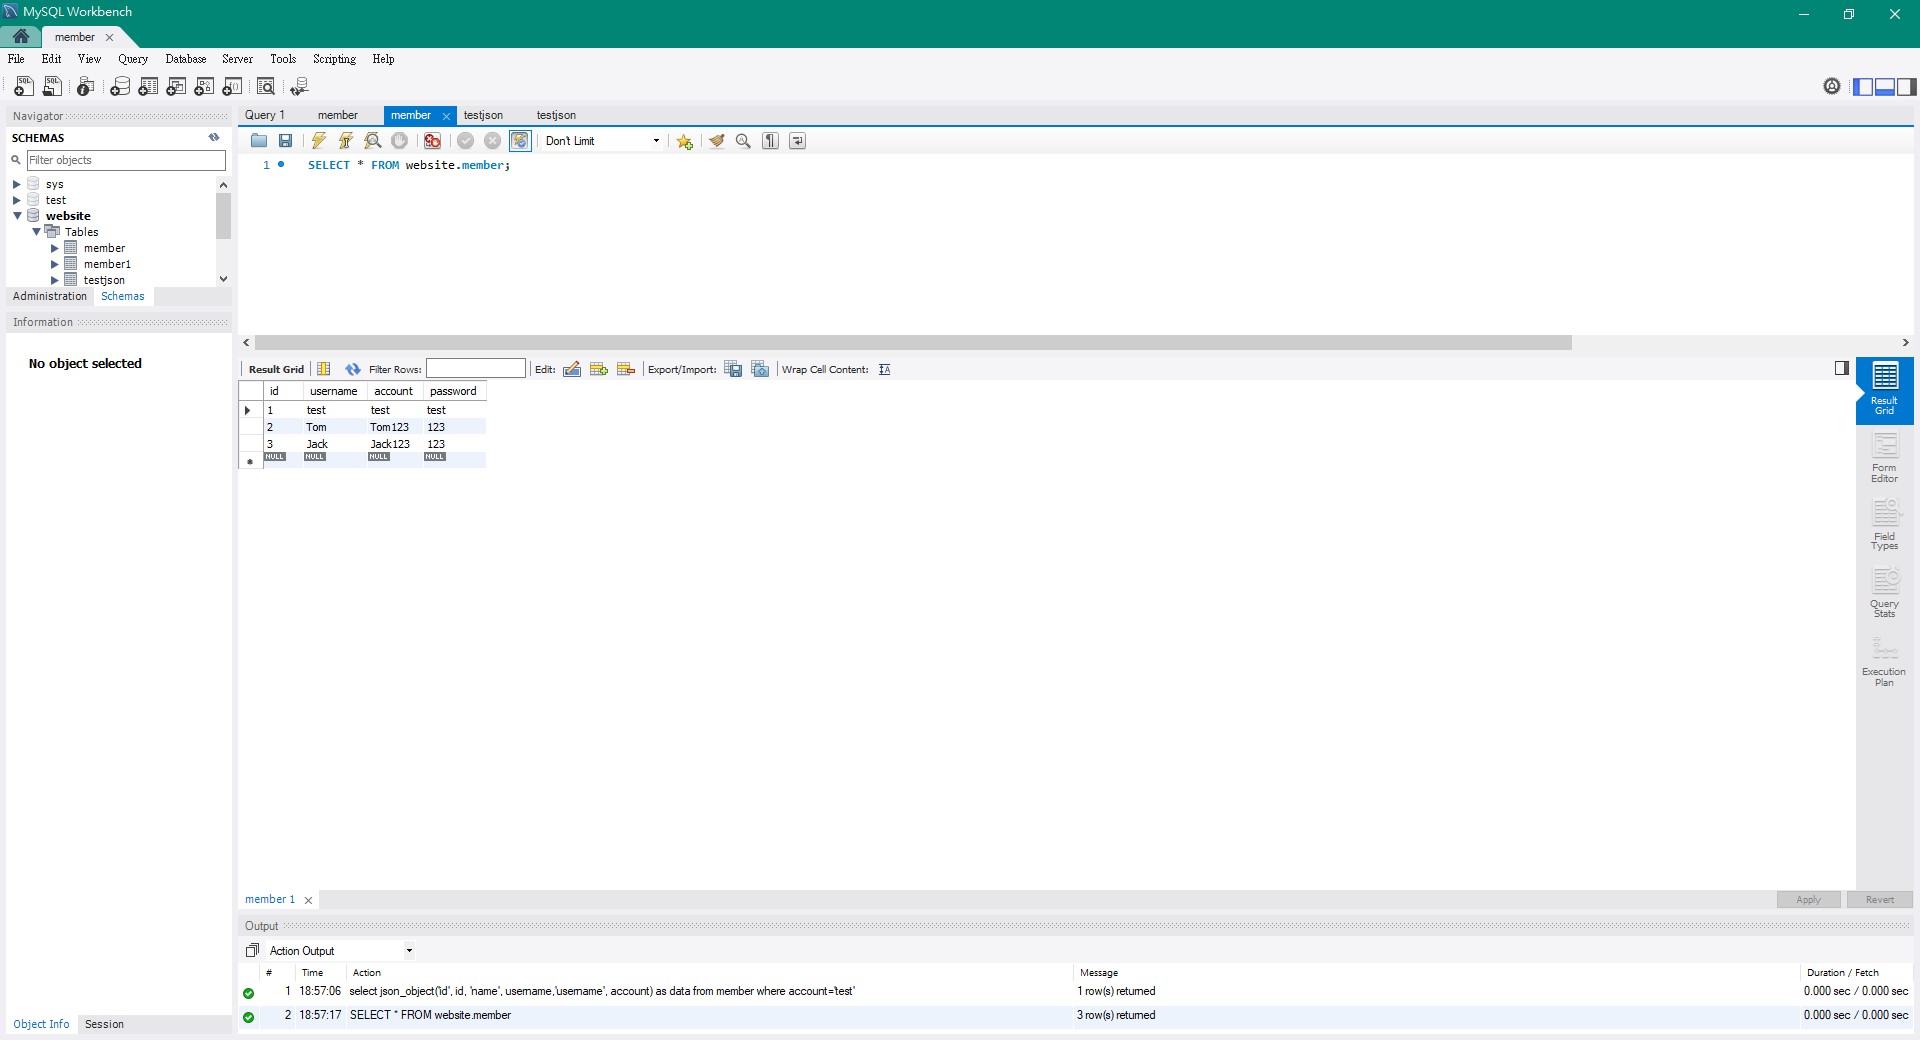 MySQL Workbench
member
File Edit View Query Database Server Tools Scripting Help
Navigator
SCHEMAS
Filter objects
sys
test
website
Tables
member
member1
testjson
Administration Schemas
Information
No object selected
Object Info Session
Query 1 member member testjson testjson
Don't Limit
1 SELECT * FROM website.member;
Result Grid Filter Rows: Edit: Export/Import: Wrap Cell Content:
id username account password
1 test test test
2 Tom Tom123 123
3 Jack Jack123 123
NULL NULL NULL NULL
Result
Grid
Form
Editor
Field
Types
Query
Stats
Execution
Plan
member 1 Apply Revert
Output
Action Output
# Time Action Message Duration / Fetch
1 18:57:06 select json_object('id', id, 'name', username,'username', account) as data from member where account='test' 1 row(s) returned 0.000 sec / 0.000 sec
2 18:57:17 SELECT * FROM website.member 3 row(s) returned 0.000 sec / 0.000 sec